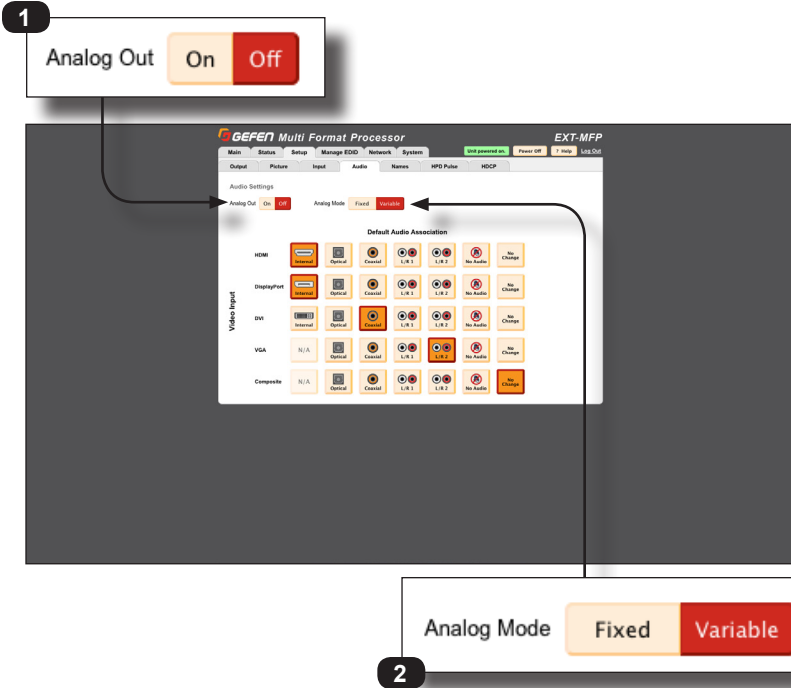 1
Analog Out On Off
GEFEN Multi Format Processor EXT-MFP
Main Status Setup Manage EDID Network System Unit powered on. Power Off ? Help Log Out
Output Picture Input Audio Names HPD Pulse HDCP
Audio Settings
Analog Out On Off Analog Mode Fixed Variable
Default Audio Association
Video Input
HDMI Internal Optical Coaxial L/R 1 L/R 2 No Audio No Change
DisplayPort Internal Optical Coaxial L/R 1 L/R 2 No Audio No Change
DVI Internal Optical Coaxial L/R 1 L/R 2 No Audio No Change
VGA N/A Optical Coaxial L/R 1 L/R 2 No Audio No Change
Composite N/A Optical Coaxial L/R 1 L/R 2 No Audio No Change
Analog Mode Fixed Variable
2